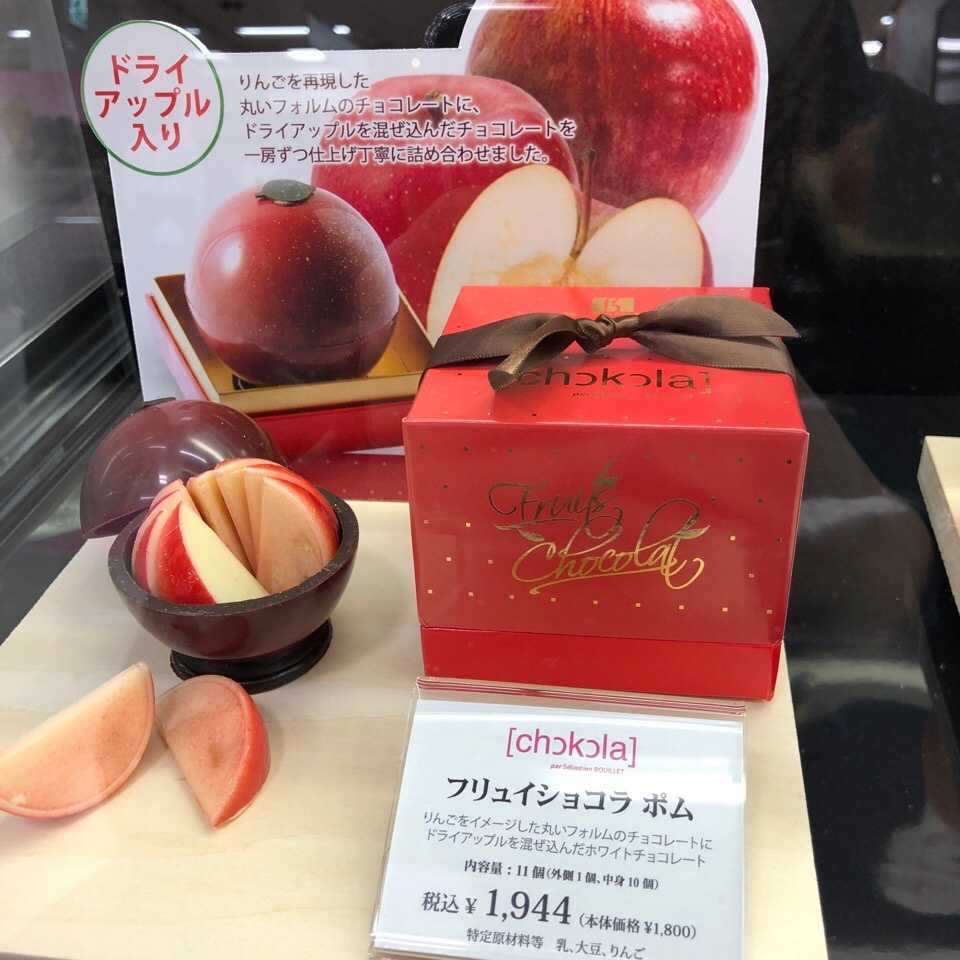 ドライ
アップル
入り
りんごを再現した
丸いフォルムのチョコレートに、
ドライアップルを混ぜ込んだチョコレートを
一房ずつ仕上げ丁寧に詰め合わせました。
[chokola]
Fruits
Chocolat
[chokola]
par Sébastien BOUILLET
フリュイショコラ ポム
りんごをイメージした丸いフォルムのチョコレートに
ドライアップルを混ぜ込んだホワイトチョコレート
内容量：11個（外側1個、中身10個）
税込¥1,944（本体価格 ¥1,800）
特定原材料等 乳、大豆、りんご